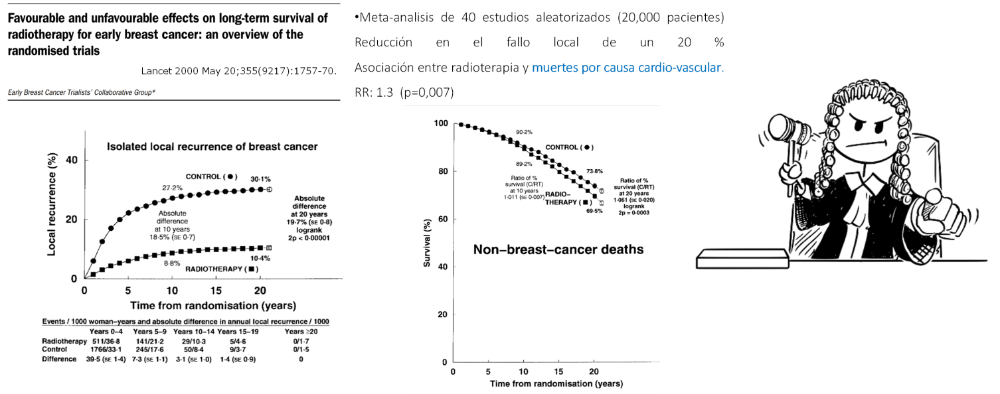 Favourable and unfavourable effects on long-term survival of
radiotherapy for early breast cancer: an overview of the
randomised trials
Lancet 2000 May 20;355(9217):1757-70.
Early Breast Cancer Trialists' Collaborative Group*
•Meta-analisis de 40 estudios aleatorizados (20,000 pacientes)
Reducción en el fallo local de un 20 %
Asociación entre radioterapia y muertes por causa cardio-vascular.
RR: 1.3 (p=0,007)
Isolated local recurrence of breast cancer
Local recurrence (%)
40
20
0
CONTROL (●)
30·1%
27·2%
Absolute
difference
at 10 years
18·5% (SE 0·7)
Absolute
difference
at 20 years
19·7% (SE 0·8)
logrank
2p < 0·00001
10·4%
8·8%
RADIOTHERAPY (■)
0 5 10 15 20
Time from randomisation (years)
Events / 1000 woman–years and absolute difference in annual local recurrence / 1000
Years 0–4 Years 5–9 Years 10–14 Years 15–19 Years ≥20
Radiotherapy 511/36·8 141/21·2 29/10·3 5/4·6 0/1·7
Control 1766/33·1 245/17·6 50/8·4 9/3·7 0/1·5
Difference 39·5 (SE 1·4) 7·3 (SE 1·1) 3·1 (SE 1·0) 1·4 (SE 0·9) 0
Survival (%)
100
80
60
40
20
0
90·2%
CONTROL (●)
89·2%
73·8%
Ratio of %
survival (C/RT)
at 10 years
1·011 (SE 0·007)
RADIO–
THERAPY (■)
69·5%
Ratio of %
survival (C/RT)
at 20 years
1·061 (SE 0·020)
logrank
2p = 0·0003
Non–breast–cancer deaths
0 5 10 15 20
Time from randomisation (years)